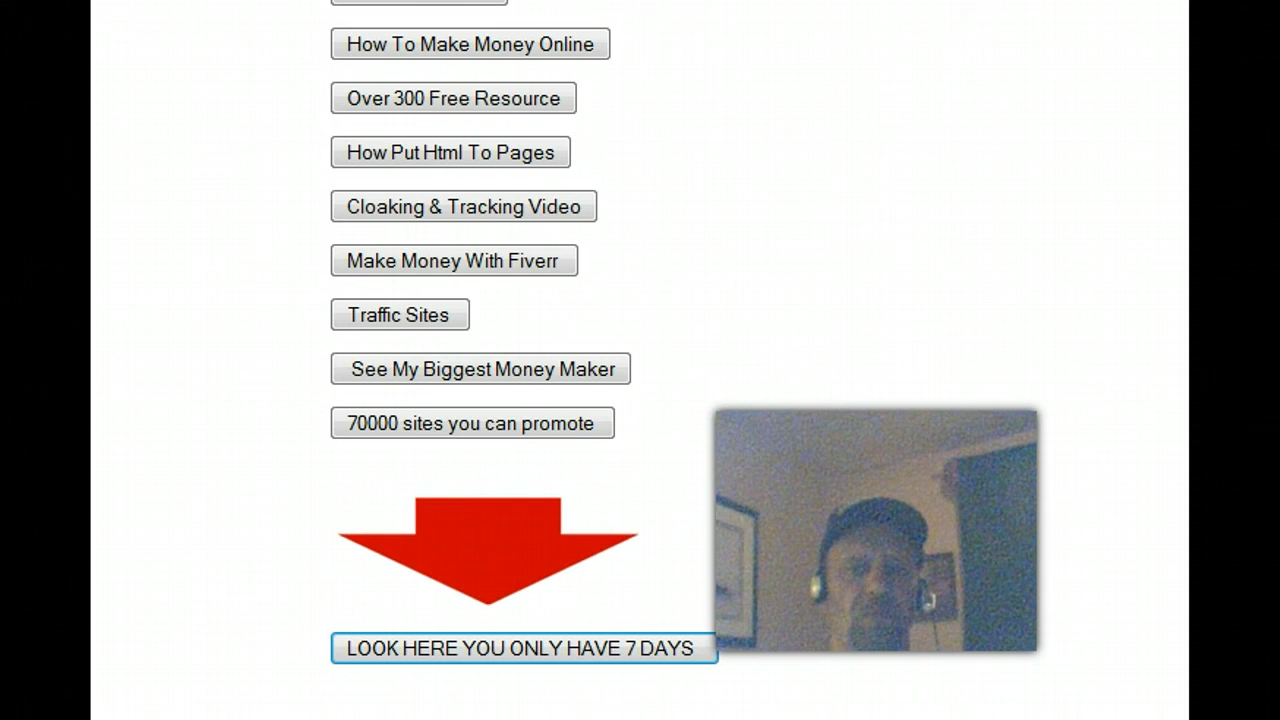 How To Make Money Online
Over 300 Free Resource
How Put Html To Pages
Cloaking & Tracking Video
Make Money With Fiverr
Traffic Sites
See My Biggest Money Maker
70000 sites you can promote
LOOK HERE YOU ONLY HAVE 7 DAYS